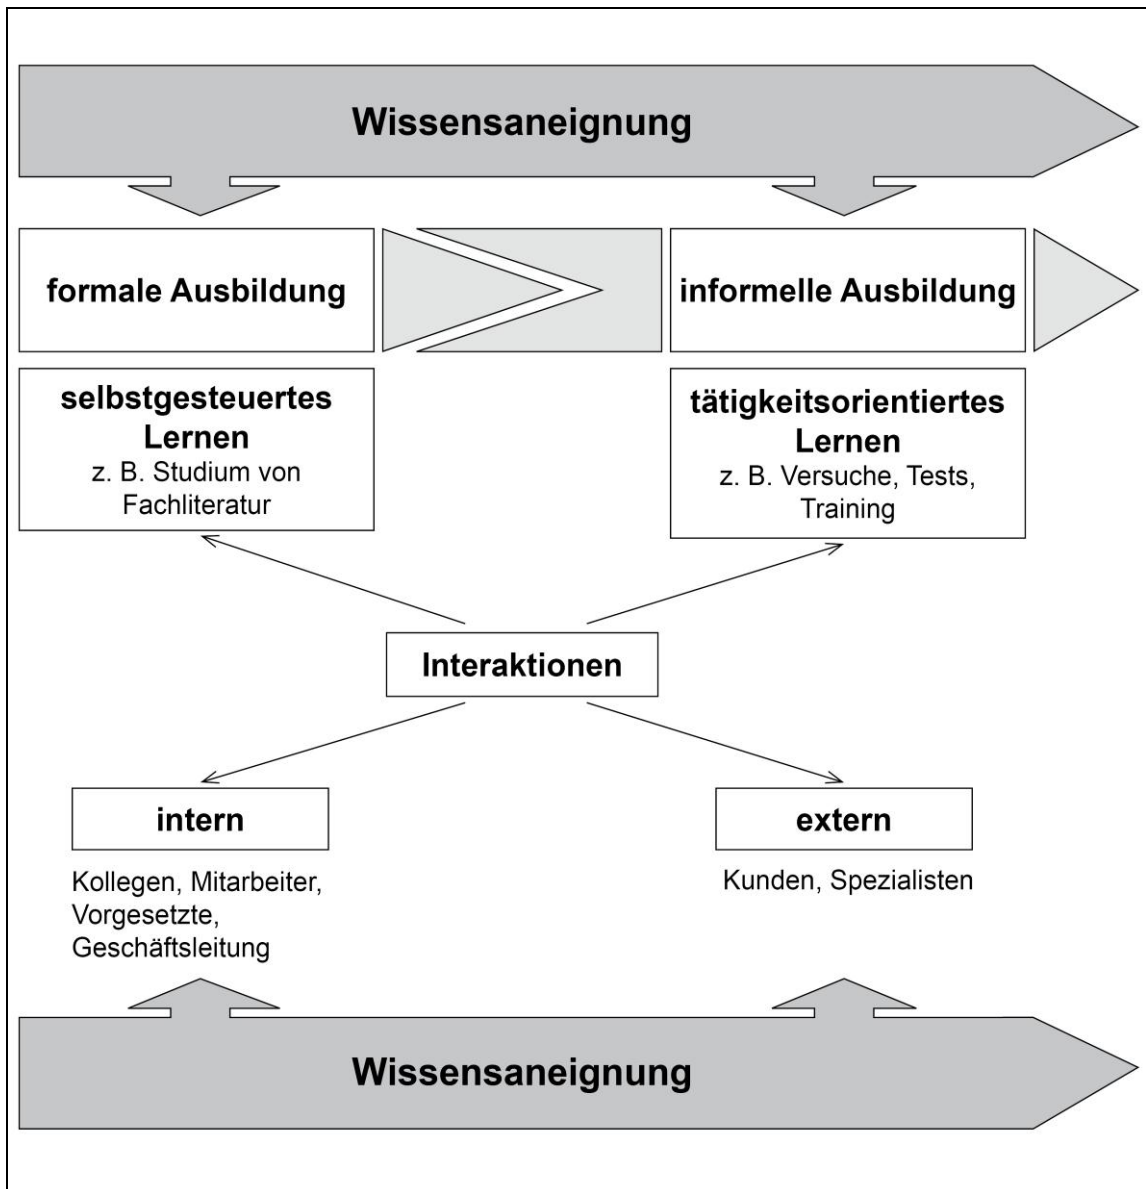 Wissensaneignung
formale Ausbildung
informelle Ausbildung
selbstgesteuertes
Lernen
z. B. Studium von
Fachliteratur
tätigkeitsorientiertes
Lernen
z. B. Versuche, Tests,
Training
Interaktionen
intern
extern
Kollegen, Mitarbeiter,
Vorgesetzte,
Geschäftsleitung
Kunden, Spezialisten
Wissensaneignung